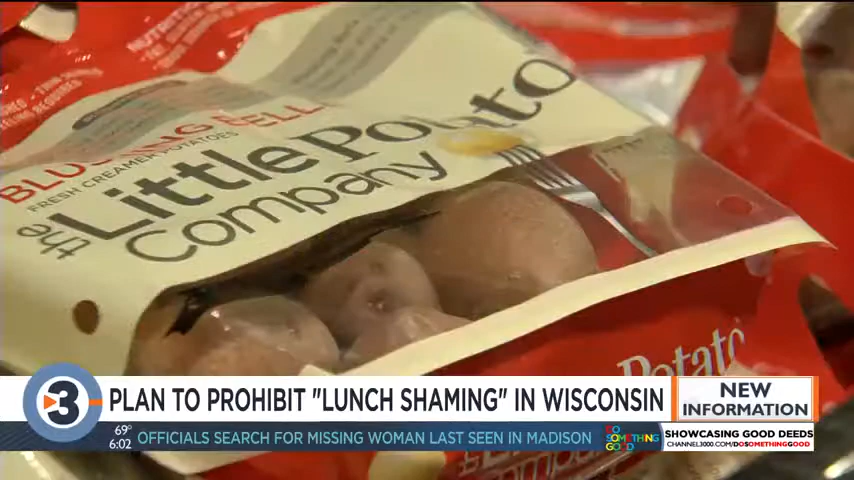 BLUSHING BELLE
FRESH CREAMER POTATOES
the Little Potato
Company
Potato
3
PLAN TO PROHIBIT "LUNCH SHAMING" IN WISCONSIN
NEW
INFORMATION
69°
6:02
OFFICIALS SEARCH FOR MISSING WOMAN LAST SEEN IN MADISON
DO
SOMETHING
GOOD
SHOWCASING GOOD DEEDS
CHANNEL3000.COM/DOSOMETHINGGOOD